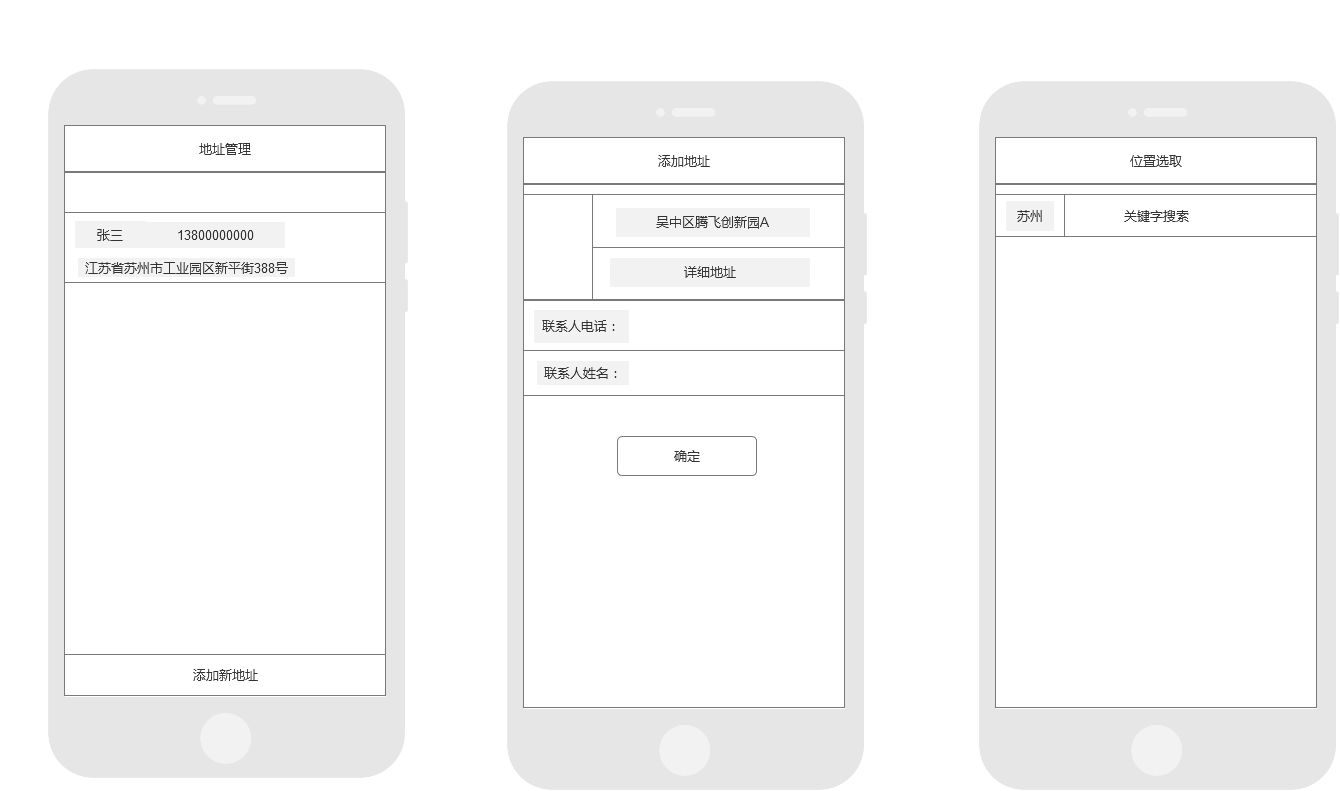 地址管理
张三 13800000000
江苏省苏州市工业园区新平街388号
添加新地址
添加地址
吴中区腾飞创新园A
详细地址
联系人电话：
联系人姓名：
确定
位置选取
苏州 关键字搜索